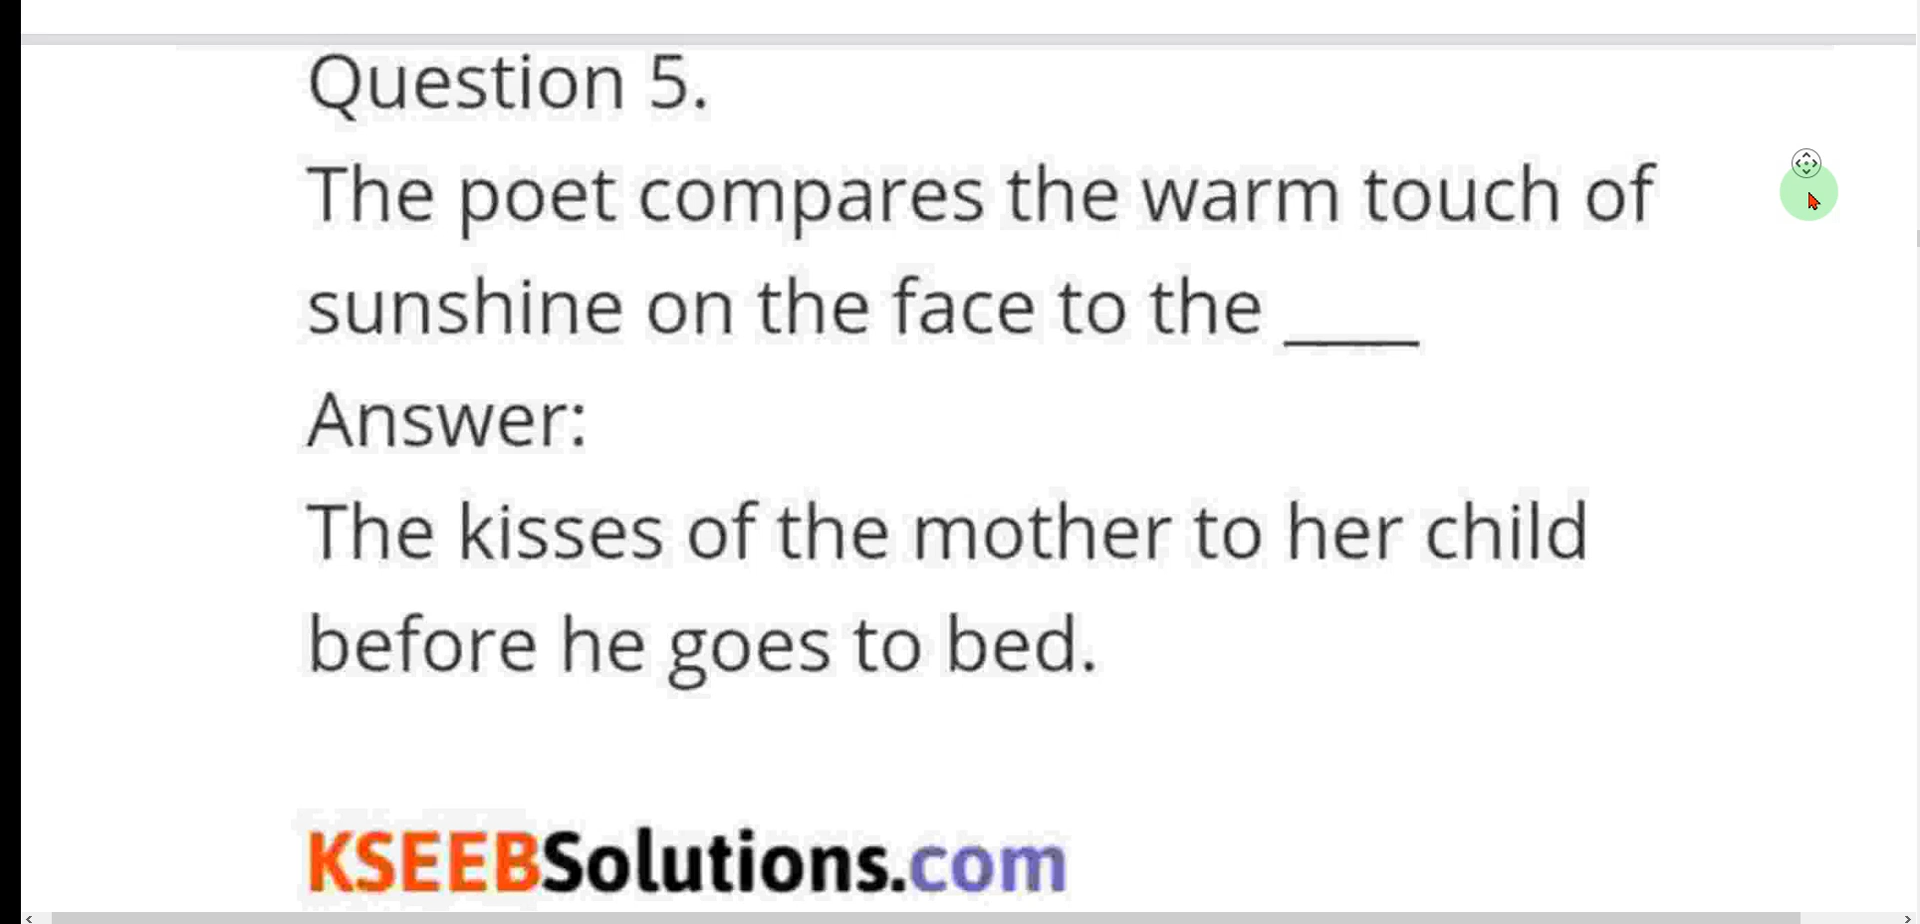 Question 5.
The poet compares the warm touch of
sunshine on the face to the ____
Answer:
The kisses of the mother to her child
before he goes to bed.
KSEEBSolutions.com